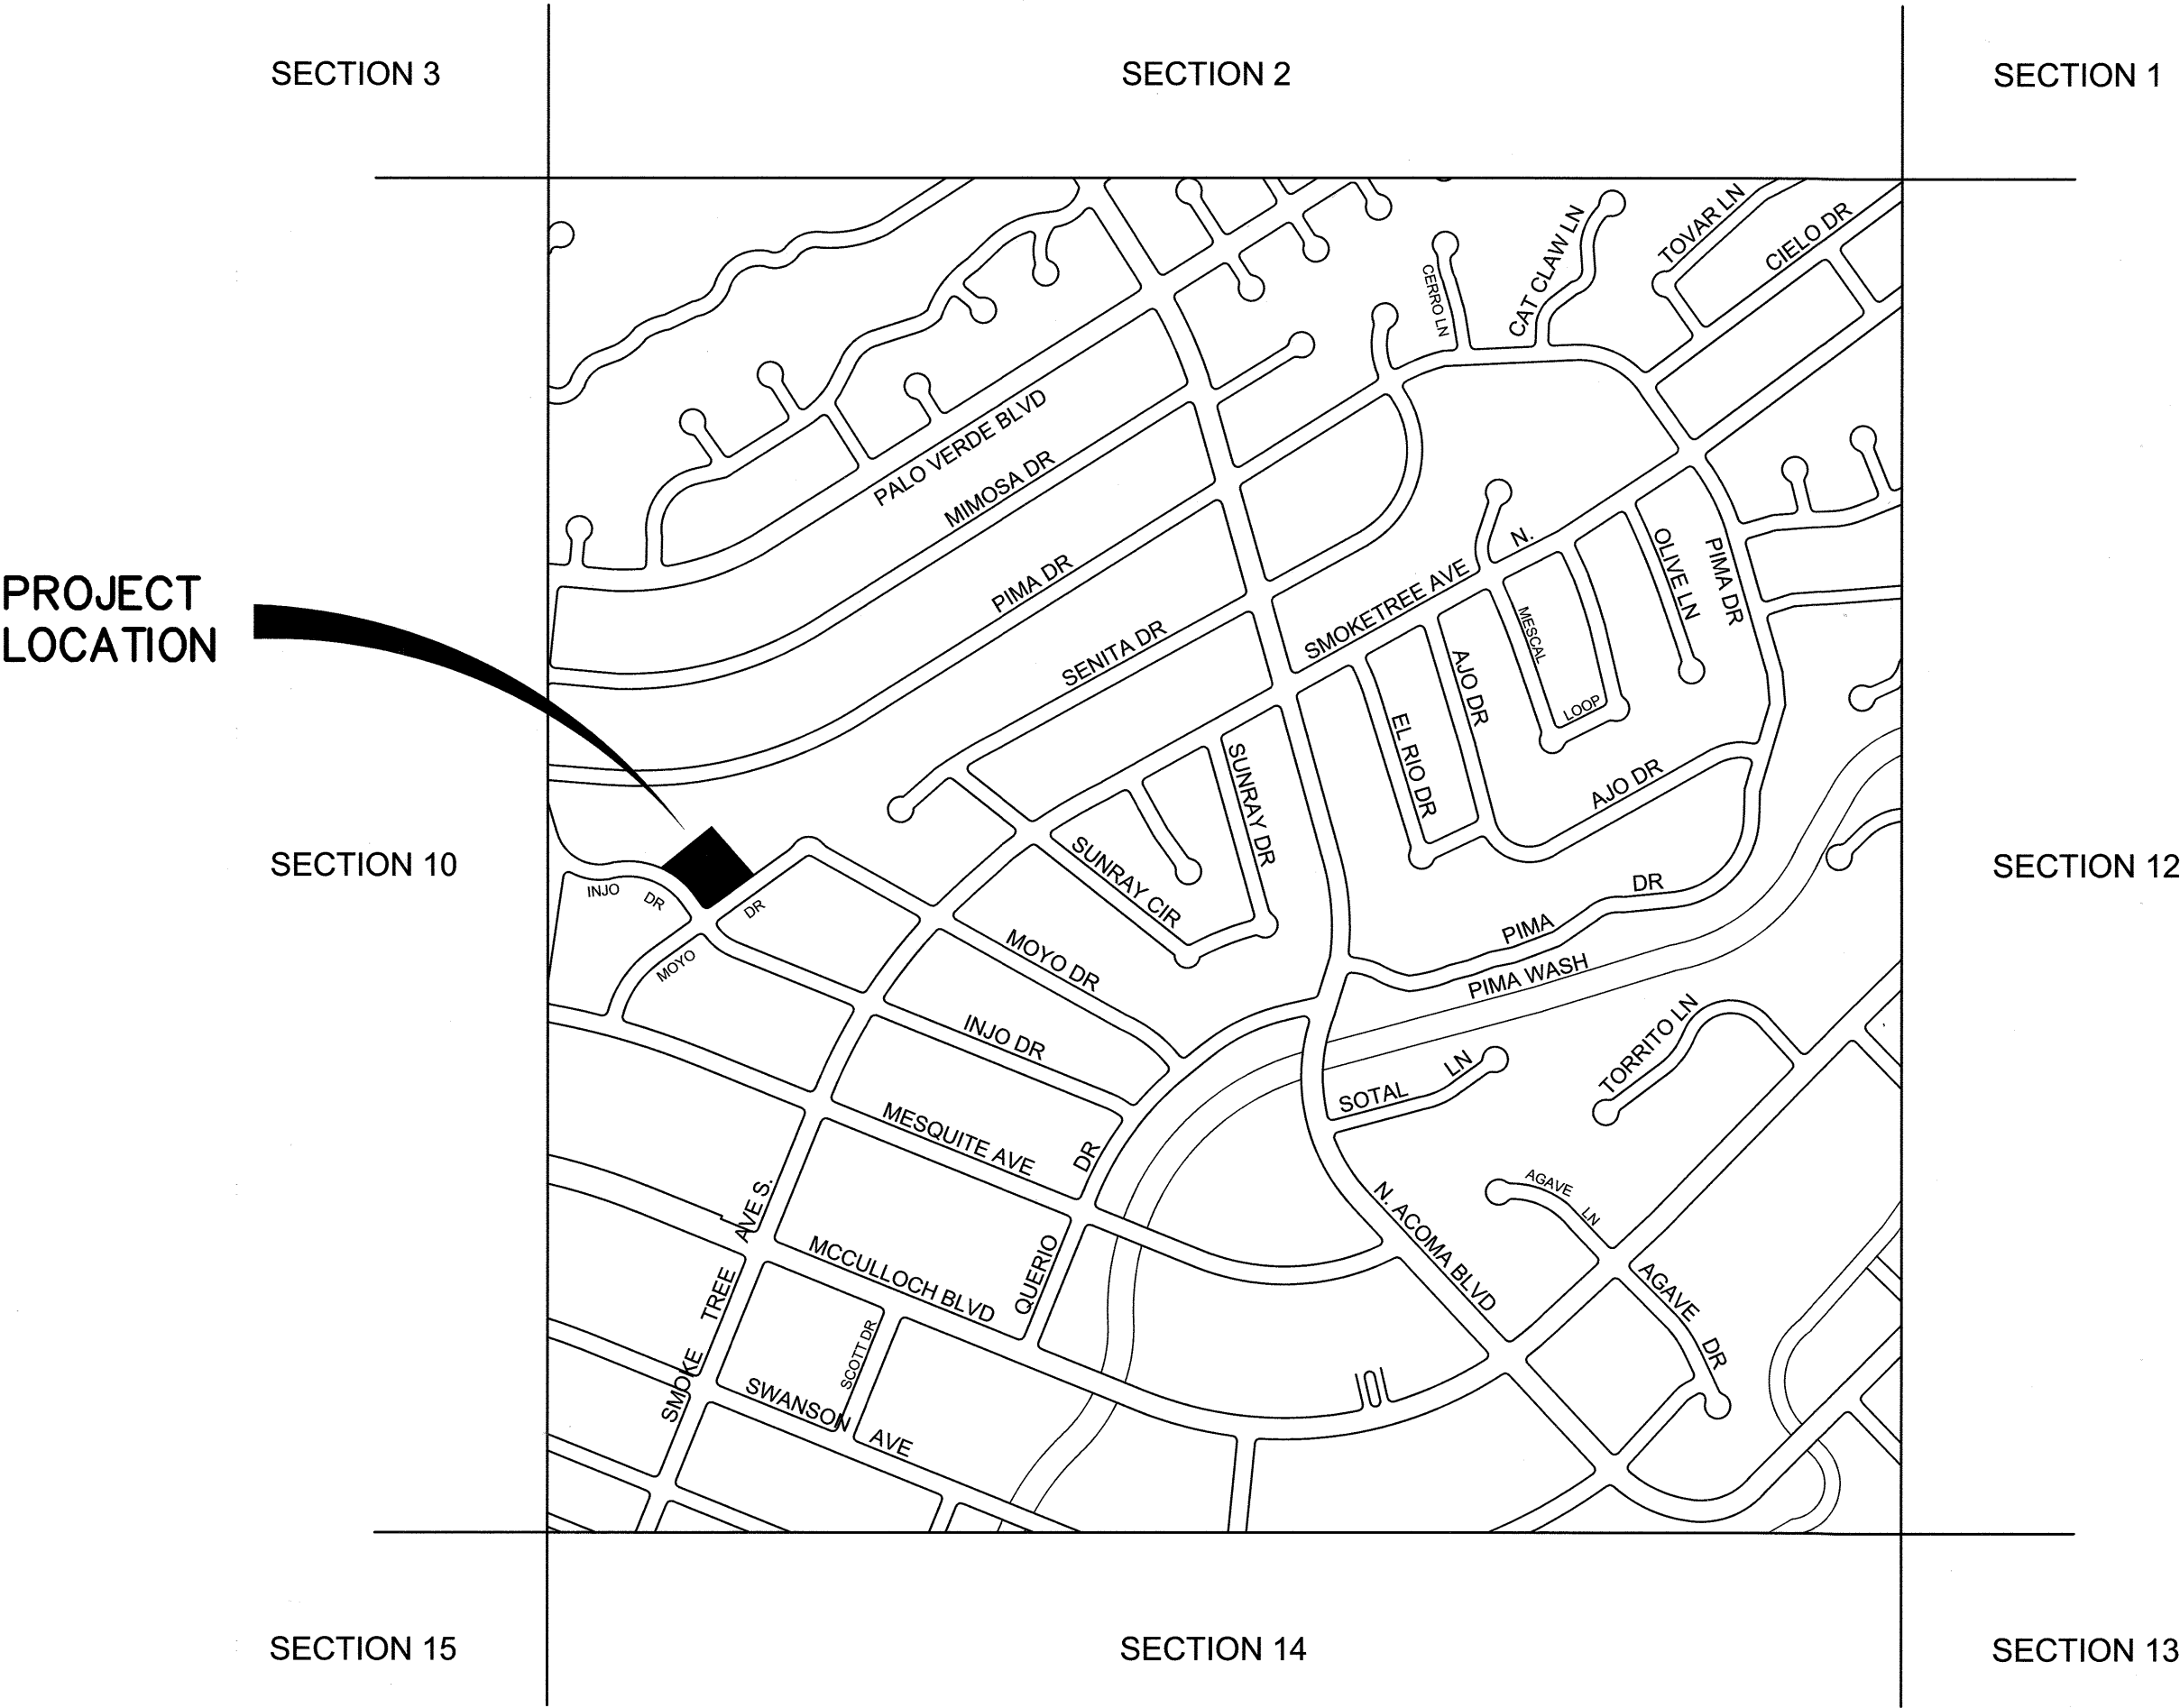 SECTION 3
SECTION 2
SECTION 1
TOVAR LN
CIELO DR
CAT CLAW LN
CERRO LN
PALO VERDE BLVD
MIMOSA DR
PROJECT
LOCATION
PIMA DR
SENITA DR
SMOKETREE AVE
N.
OLIVE LN
PIMA DR
MESCAL
LOOP
AJO DR
EL RIO DR
AJO DR
SUNRAY DR
SUNRAY CIR
SECTION 10
SECTION 12
INJO
DR
DR
MOYO
MOYO DR
PIMA
DR
PIMA WASH
INJO DR
TORRITO LN
SOTAL
LN
MESQUITE AVE
DR
QUERIO
AGAVE
LN
N. ACOMA BLVD
AGAVE
DR
AVE S.
TREE
SMOKE
MCCULLOCH BLVD
SCOTT DR
SWANSON
AVE
SECTION 15
SECTION 14
SECTION 13